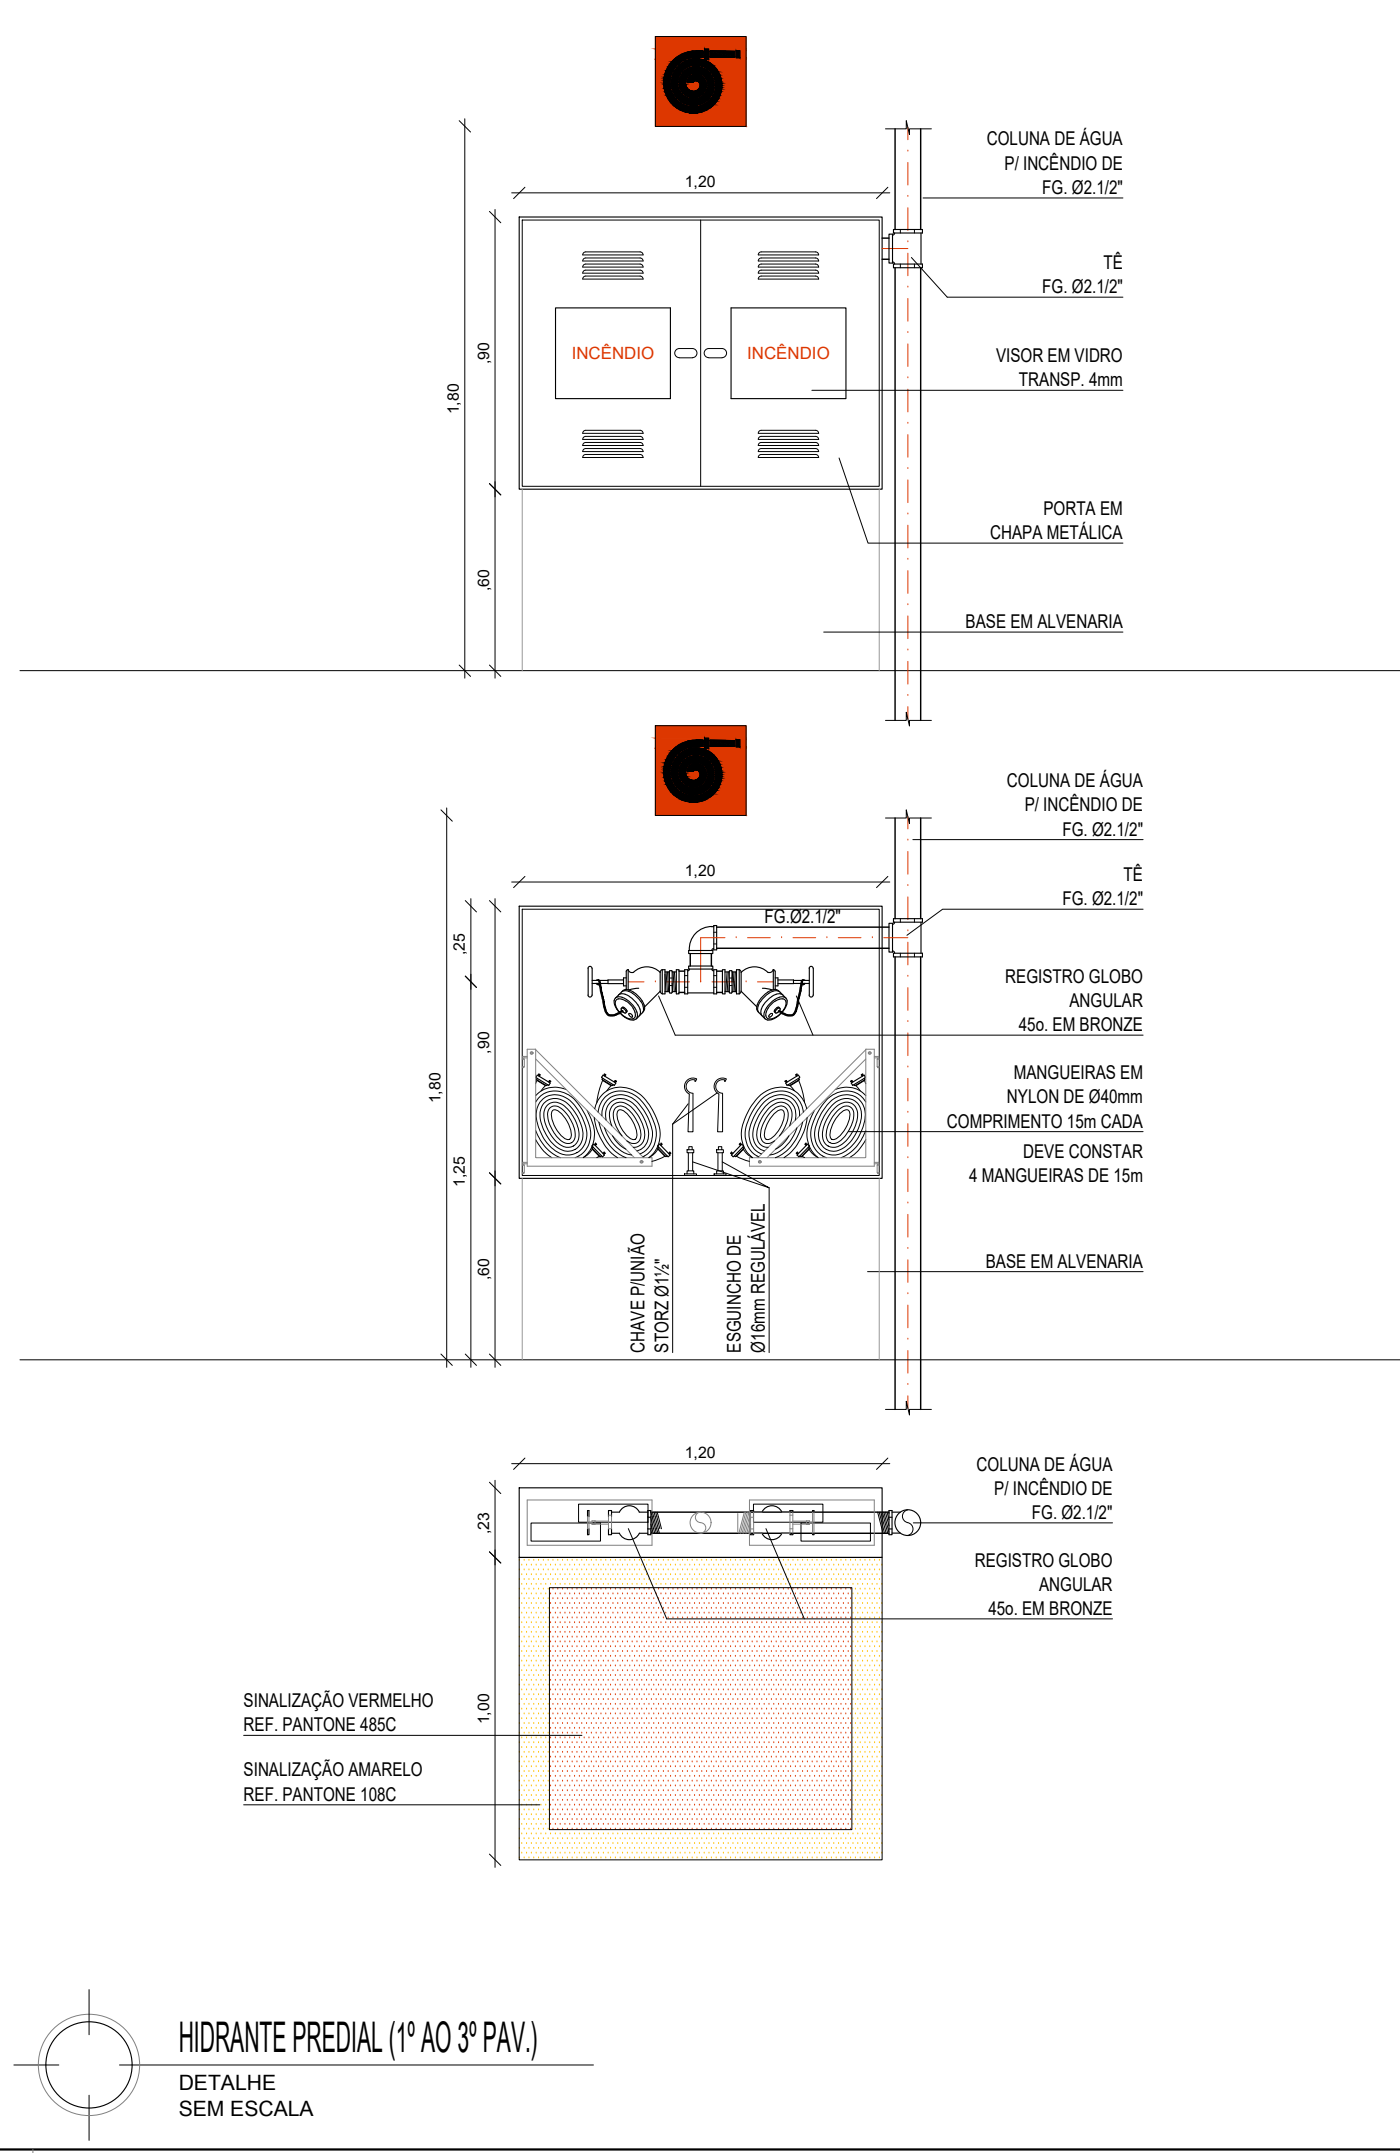 1,20
COLUNA DE ÁGUA
P/ INCÊNDIO DE
FG. Ø2.1/2"
TÊ
FG. Ø2.1/2"
INCÊNDIO
INCÊNDIO
VISOR EM VIDRO
TRANSP. 4mm
,90
1,80
PORTA EM
CHAPA METÁLICA
,60
BASE EM ALVENARIA
COLUNA DE ÁGUA
P/ INCÊNDIO DE
FG. Ø2.1/2"
1,20
TÊ
FG. Ø2.1/2"
FG.Ø2.1/2"
,25
REGISTRO GLOBO
ANGULAR
45o. EM BRONZE
,90
1,80
MANGUEIRAS EM
NYLON DE Ø40mm
COMPRIMENTO 15m CADA
DEVE CONSTAR
4 MANGUEIRAS DE 15m
1,25
CHAVE P/UNIÃO
STORZ Ø1½"
ESGUINCHO DE
Ø16mm REGULÁVEL
,60
BASE EM ALVENARIA
1,20
COLUNA DE ÁGUA
P/ INCÊNDIO DE
FG. Ø2.1/2"
,23
REGISTRO GLOBO
ANGULAR
45o. EM BRONZE
1,00
SINALIZAÇÃO VERMELHO
REF. PANTONE 485C
SINALIZAÇÃO AMARELO
REF. PANTONE 108C
HIDRANTE PREDIAL (1º AO 3º PAV.)
DETALHE
SEM ESCALA